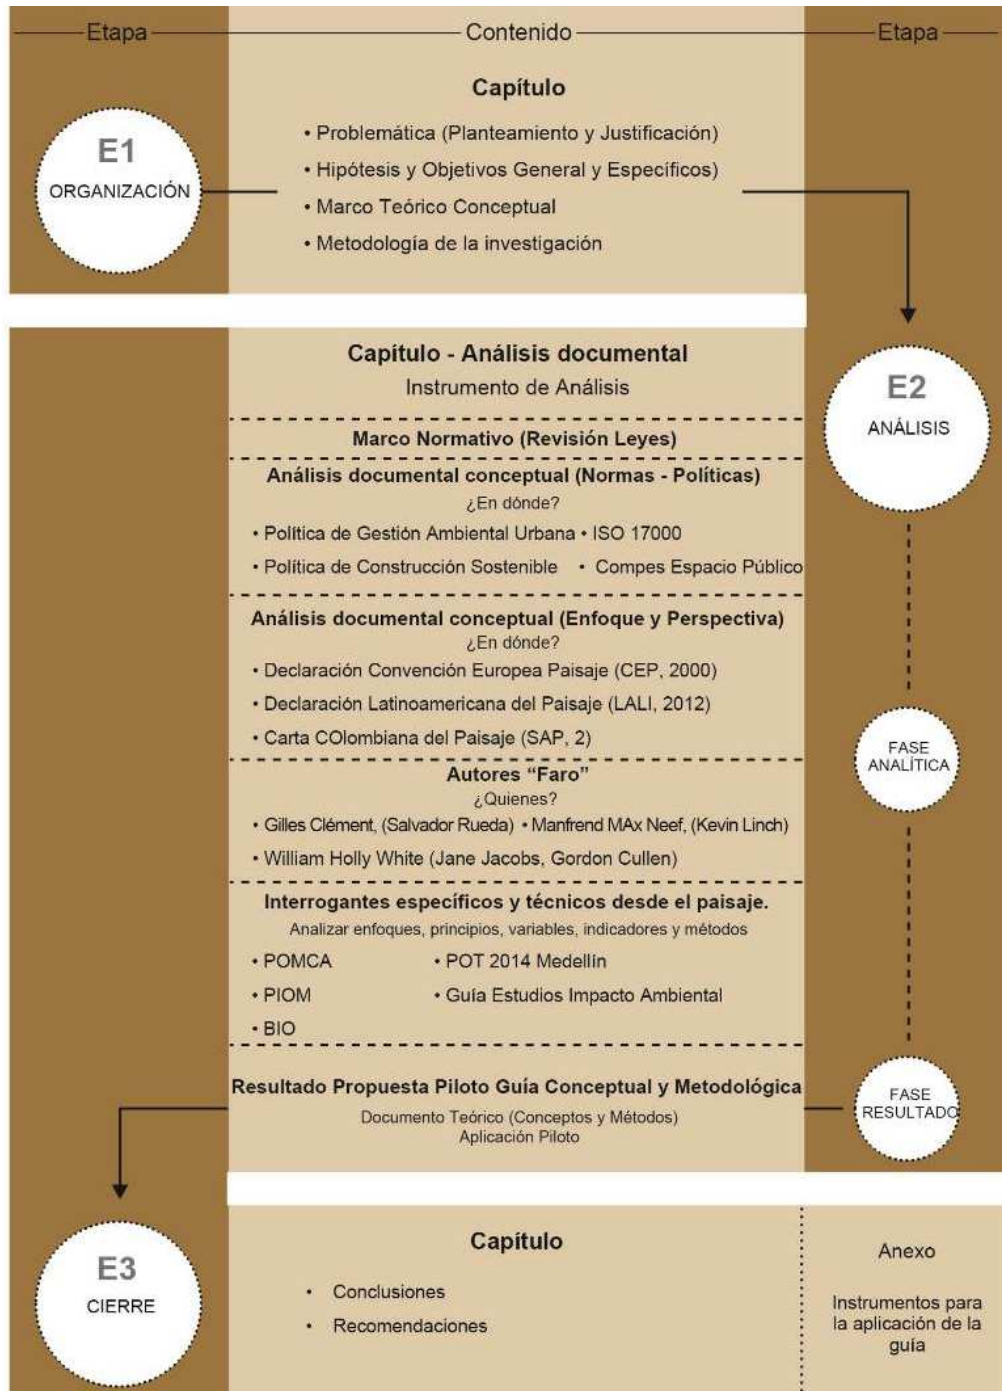 Etapa
Contenido
Etapa
E1
ORGANIZACIÓN
Capítulo
• Problemática (Planteamiento y Justificación)
• Hipótesis y Objetivos General y Específicos)
• Marco Teórico Conceptual
• Metodología de la investigación
Capítulo - Análisis documental
Instrumento de Análisis
E2
ANÁLISIS
Marco Normativo (Revisión Leyes)
Análisis documental conceptual (Normas - Políticas)
¿En dónde?
• Política de Gestión Ambiental Urbana • ISO 17000
• Política de Construcción Sostenible • Compes Espacio Público
Análisis documental conceptual (Enfoque y Perspectiva)
¿En dónde?
• Declaración Convención Europea Paisaje (CEP, 2000)
• Declaración Latinoamericana del Paisaje (LALI, 2012)
• Carta COlombiana del Paisaje (SAP, 2)
FASE
ANALÍTICA
Autores “Faro”
¿Quienes?
• Gilles Clément, (Salvador Rueda) • Manfrend MAx Neef, (Kevin Linch)
• William Holly White (Jane Jacobs, Gordon Cullen)
Interrogantes específicos y técnicos desde el paisaje.
Analizar enfoques, principios, variables, indicadores y métodos
• POMCA • POT 2014 Medellín
• PIOM • Guía Estudios Impacto Ambiental
• BIO
Resultado Propuesta Piloto Guía Conceptual y Metodológica
Documento Teórico (Conceptos y Métodos)
Aplicación Piloto
FASE
RESULTADO
E3
CIERRE
Capítulo
• Conclusiones
• Recomendaciones
Anexo
Instrumentos para
la aplicación de la
guía